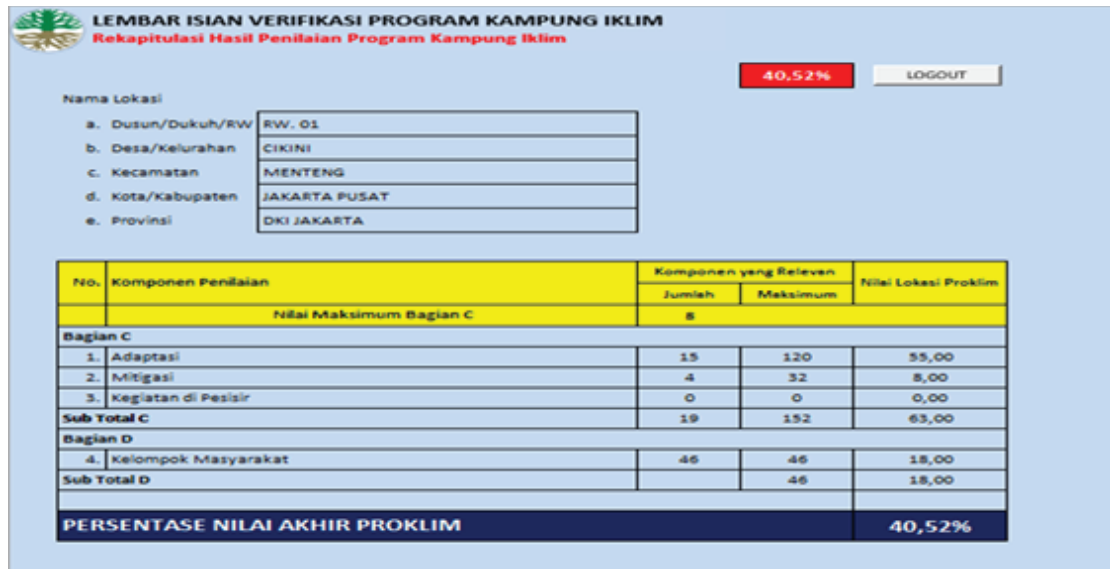 LEMBAR ISIAN VERIFIKASI PROGRAM KAMPUNG IKLIM
Rekapitulasi Hasil Penilaian Program Kampung Iklim
40,52% LOGOUT
Nama Lokasi
a. Dusun/Dukuh/RW RW. 01
b. Desa/Kelurahan CIKINI
c. Kecamatan MENTENG
d. Kota/Kabupaten JAKARTA PUSAT
e. Provinsi DKI JAKARTA
No. Komponen Penilaian Komponen yang Relevan Nilai Lokasi Proklim
Jumlah Maksimum
Nilai Maksimum Bagian C 8
Bagian C
1. Adaptasi 15 120 55,00
2. Mitigasi 4 32 8,00
3. Kegiatan di Pesisir 0 0 0,00
Sub Total C 19 152 63,00
Bagian D
4. Kelompok Masyarakat 46 46 18,00
Sub Total D 46 18,00
PERSENTASE NILAI AKHIR PROKLIM 40,52%